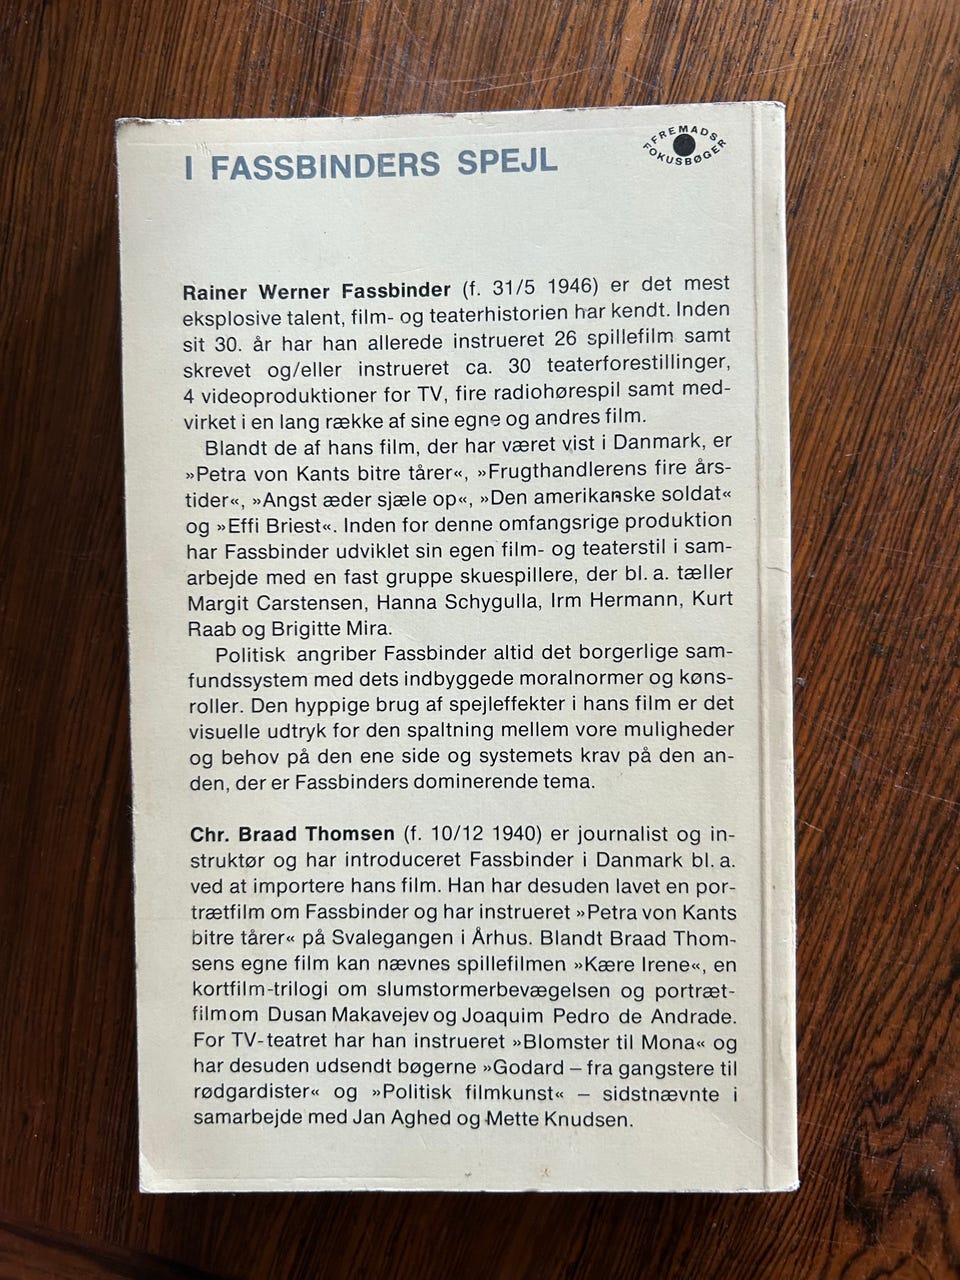 I FASSBINDERS SPEJL
FREMADS
FOKUSBØGER
Rainer Werner Fassbinder (f. 31/5 1946) er det mest
eksplosive talent, film- og teaterhistorien har kendt. Inden
sit 30. år har han allerede instrueret 26 spillefilm samt
skrevet og/eller instrueret ca. 30 teaterforestillinger,
4 videoproduktioner for TV, fire radiohørespil samt med-
virket i en lang række af sine egne og andres film.
Blandt de af hans film, der har været vist i Danmark, er
»Petra von Kants bitre tårer«, »Frugthandlerens fire års-
tider«, »Angst æder sjæle op«, »Den amerikanske soldat«
og »Effi Briest«. Inden for denne omfangsrige produktion
har Fassbinder udviklet sin egen film- og teaterstil i sam-
arbejde med en fast gruppe skuespillere, der bl. a. tæller
Margit Carstensen, Hanna Schygulla, Irm Hermann, Kurt
Raab og Brigitte Mira.
Politisk angriber Fassbinder altid det borgerlige sam-
fundssystem med dets indbyggede moralnormer og køns-
roller. Den hyppige brug af spejleffekter i hans film er det
visuelle udtryk for den spaltning mellem vore muligheder
og behov på den ene side og systemets krav på den an-
den, der er Fassbinders dominerende tema.
Chr. Braad Thomsen (f. 10/12 1940) er journalist og in-
struktør og har introduceret Fassbinder i Danmark bl. a.
ved at importere hans film. Han har desuden lavet en por-
trætfilm om Fassbinder og har instrueret »Petra von Kants
bitre tårer« på Svalegangen i Århus. Blandt Braad Thom-
sens egne film kan nævnes spillefilmen »Kære Irene«, en
kortfilm-trilogi om slumstormerbevægelsen og portræt-
film om Dusan Makavejev og Joaquim Pedro de Andrade.
For TV-teatret har han instrueret »Blomster til Mona« og
har desuden udsendt bøgerne »Godard – fra gangstere til
rødgardister« og »Politisk filmkunst« – sidstnævnte i
samarbejde med Jan Aghed og Mette Knudsen.